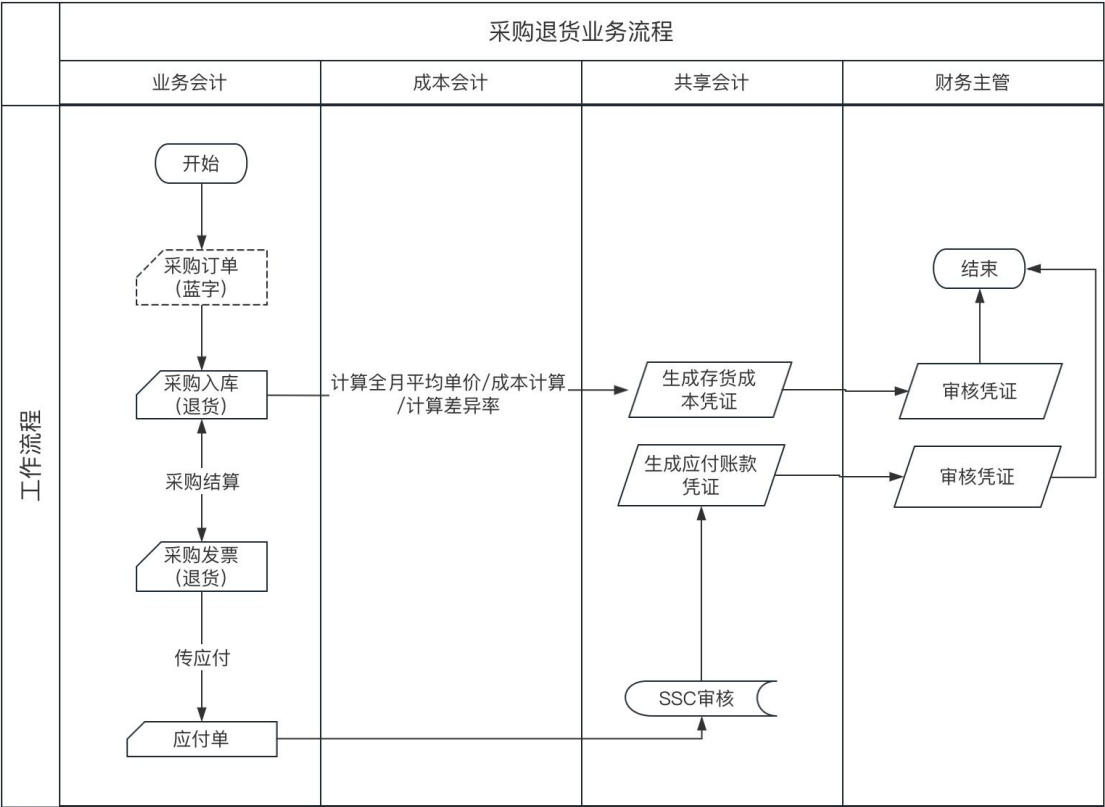 采购退货业务流程
业务会计
成本会计
共享会计
财务主管
工作流程
开始
采购订单
（蓝字）
结束
采购入库
（退货）
计算全月平均单价/成本计算
/计算差异率
生成存货成
本凭证
审核凭证
采购结算
生成应付账款
凭证
审核凭证
采购发票
（退货）
传应付
SSC审核
应付单